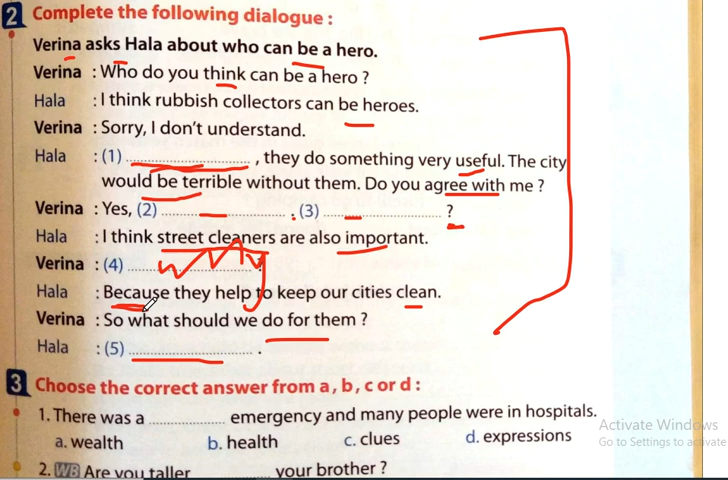 2 Complete the following dialogue :
Verina asks Hala about who can be a hero.
Verina : Who do you think can be a hero ?
Hala : I think rubbish collectors can be heroes.
Verina : Sorry, I don't understand.
Hala : (1) .............................. , they do something very useful. The city
would be terrible without them. Do you agree with me ?
Verina : Yes, (2) .............................. . (3) .............................. ?
Hala : I think street cleaners are also important.
Verina : (4) .............................. ?
why
Hala : Because they help to keep our cities clean.
Verina : So what should we do for them ?
Hala : (5) .............................. .
3 Choose the correct answer from a, b, c or d :
1. There was a .................. emergency and many people were in hospitals.
a. wealth b. health c. clues d. expressions
Activate Windows
Go to Settings to activate
2. WB Are you taller .................. your brother ?